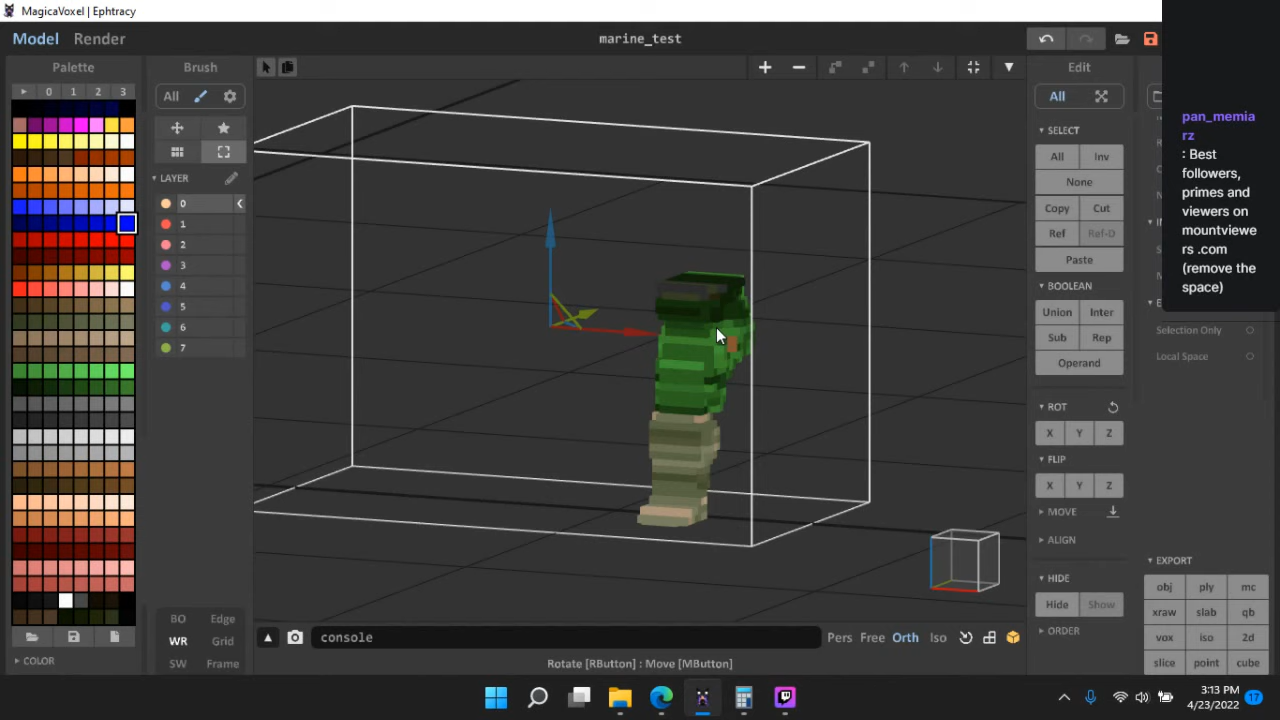 MagicaVoxel | Ephtracy
Model Render
marine_test
Palette
0 1 2 3
COLOR
Brush
All
LAYER
0
1
2
3
4
5
6
7
BO Edge
WR Grid
SW Frame
console
Pers Free Orth Iso
Rotate [RButton] : Move [MButton]
Edit
All
SELECT
All Inv
None
Copy Cut
Ref Ref-D
Paste
BOOLEAN
Union Inter
Sub Rep
Operand
ROT
X Y Z
FLIP
X Y Z
MOVE
ALIGN
HIDE
Hide Show
ORDER
Selection Only
Local Space
EXPORT
obj ply mc
xraw slab qb
vox iso 2d
slice point cube
pan_memia
rz
: Best
followers,
primes and
viewers on
mountviewe
rs .com
(remove the
space)
3:13 PM
4/23/2022
17